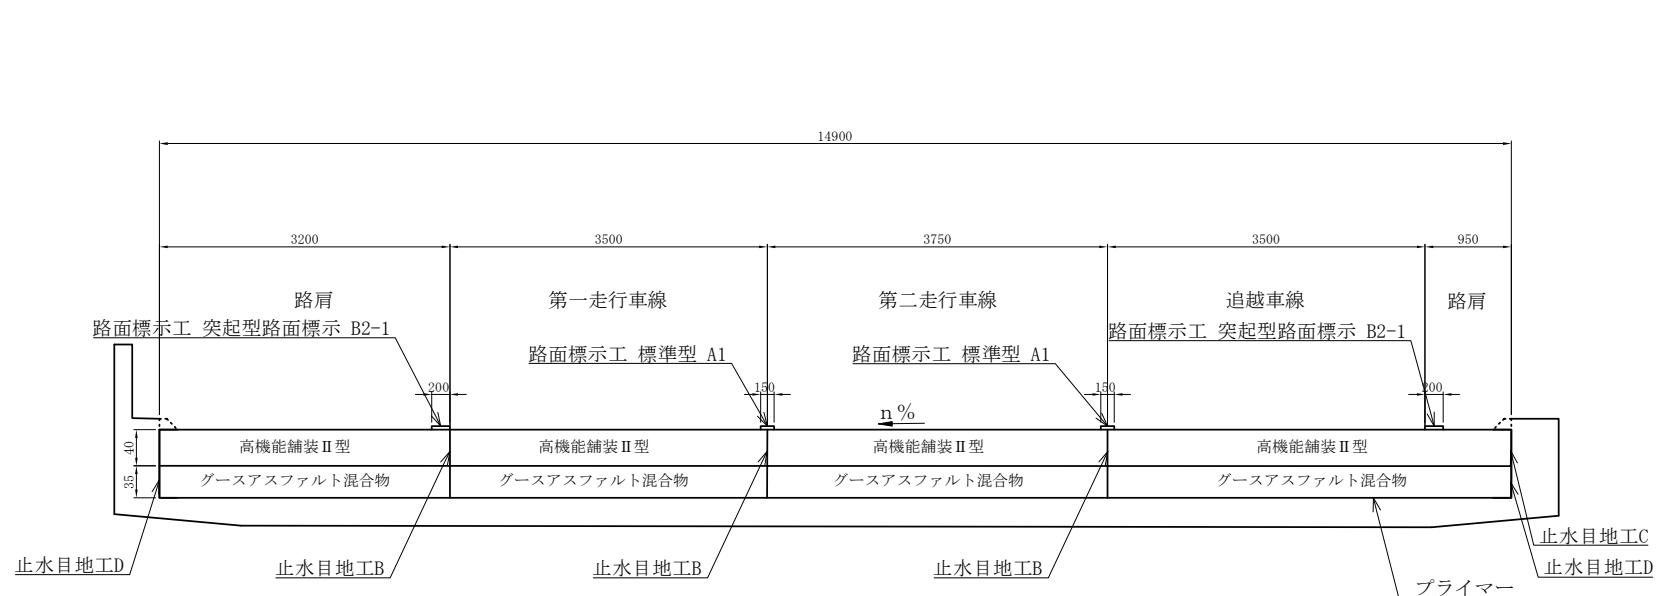 14900
3200
3500
3750
3500
950
路肩
第一走行車線
第二走行車線
追越車線
路肩
路面標示工 突起型路面標示 B2-1
路面標示工 標準型 A1
路面標示工 標準型 A1
路面標示工 突起型路面標示 B2-1
200
150
150
200
n%
40
高機能舗装Ⅱ型
高機能舗装Ⅱ型
高機能舗装Ⅱ型
高機能舗装Ⅱ型
35
グースアスファルト混合物
グースアスファルト混合物
グースアスファルト混合物
グースアスファルト混合物
止水目地工D
止水目地工B
止水目地工B
止水目地工B
止水目地工C
止水目地工D
プライマー